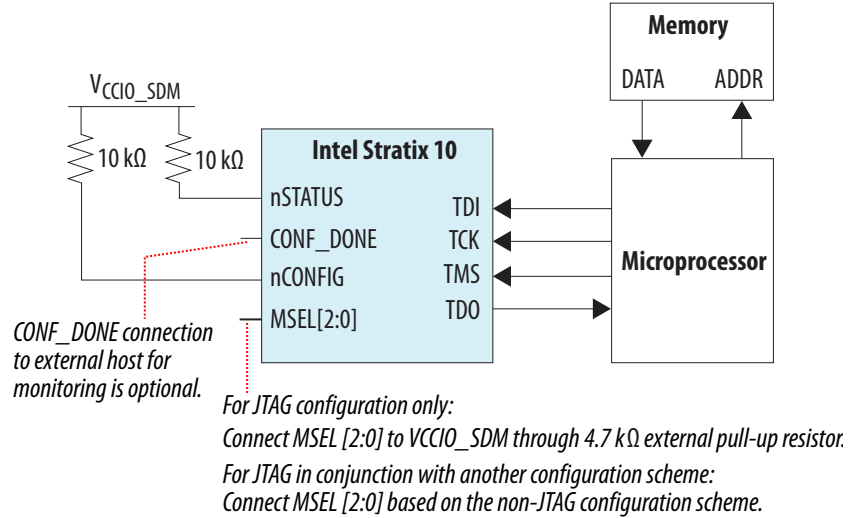 Memory
DATA ADDR
VCCIO_SDM
10 kΩ
10 kΩ
Intel Stratix 10
nSTATUS
CONF_DONE
nCONFIG
MSEL[2:0]
TDI
TCK
TMS
TDO
Microprocessor
CONF_DONE connection
to external host for
monitoring is optional.
For JTAG configuration only:
Connect MSEL [2:0] to VCCIO_SDM through 4.7 kΩ external pull-up resistor.
For JTAG in conjunction with another configuration scheme:
Connect MSEL [2:0] based on the non-JTAG configuration scheme.